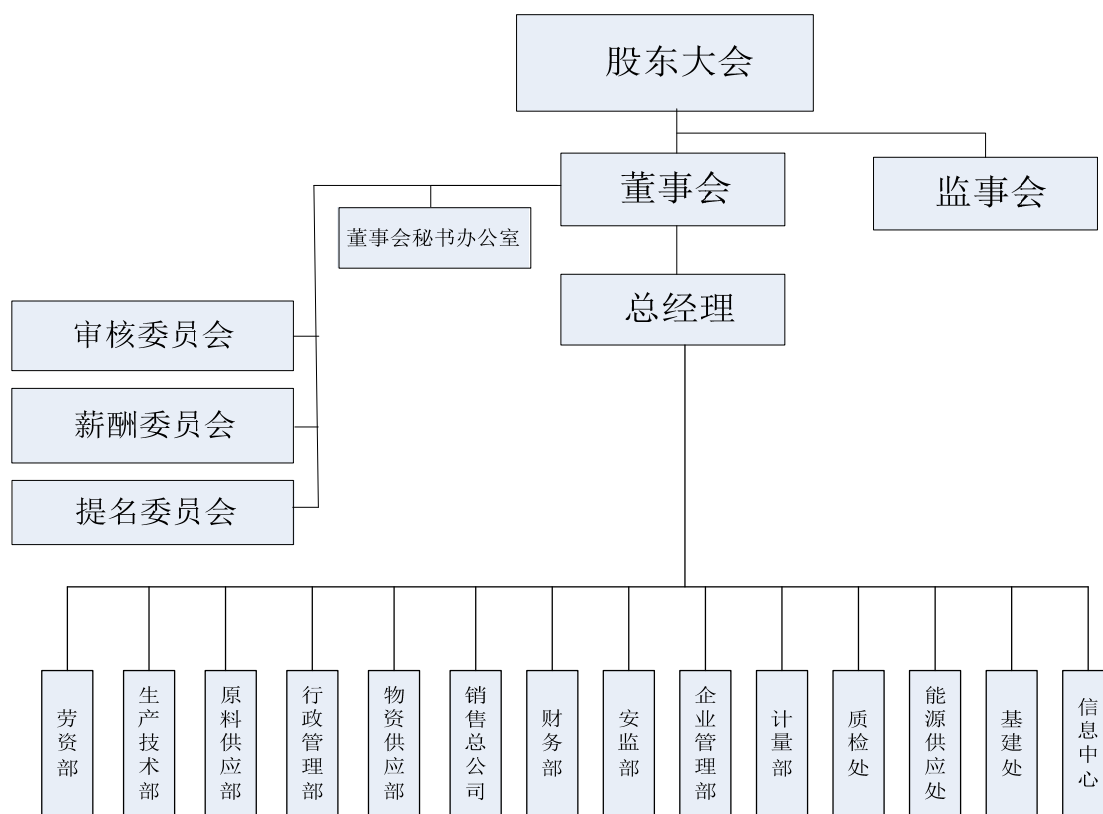 股东大会
董事会
监事会
董事会秘书办公室
总经理
审核委员会
薪酬委员会
提名委员会
劳资部
生产技术部
原料供应部
行政管理部
物资供应部
销售总公司
财务部
安监部
企业管理部
计量部
质检处
能源供应处
基建处
信息中心